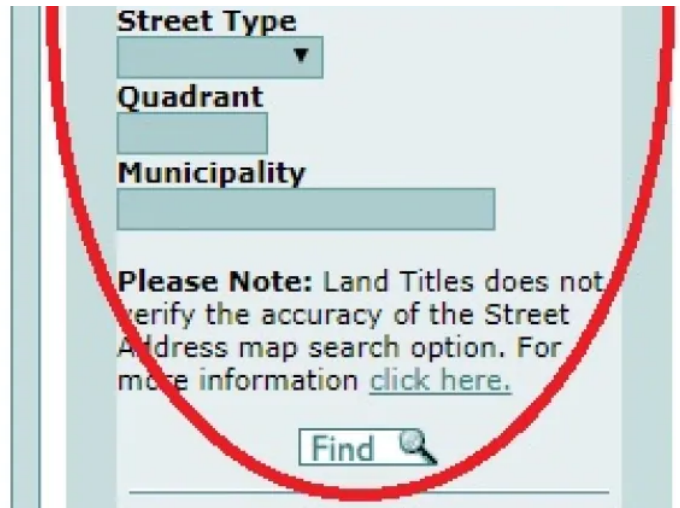 Street Type
Quadrant
Municipality
Please Note: Land Titles does not
verify the accuracy of the Street
Address map search option. For
more information click here.
Find